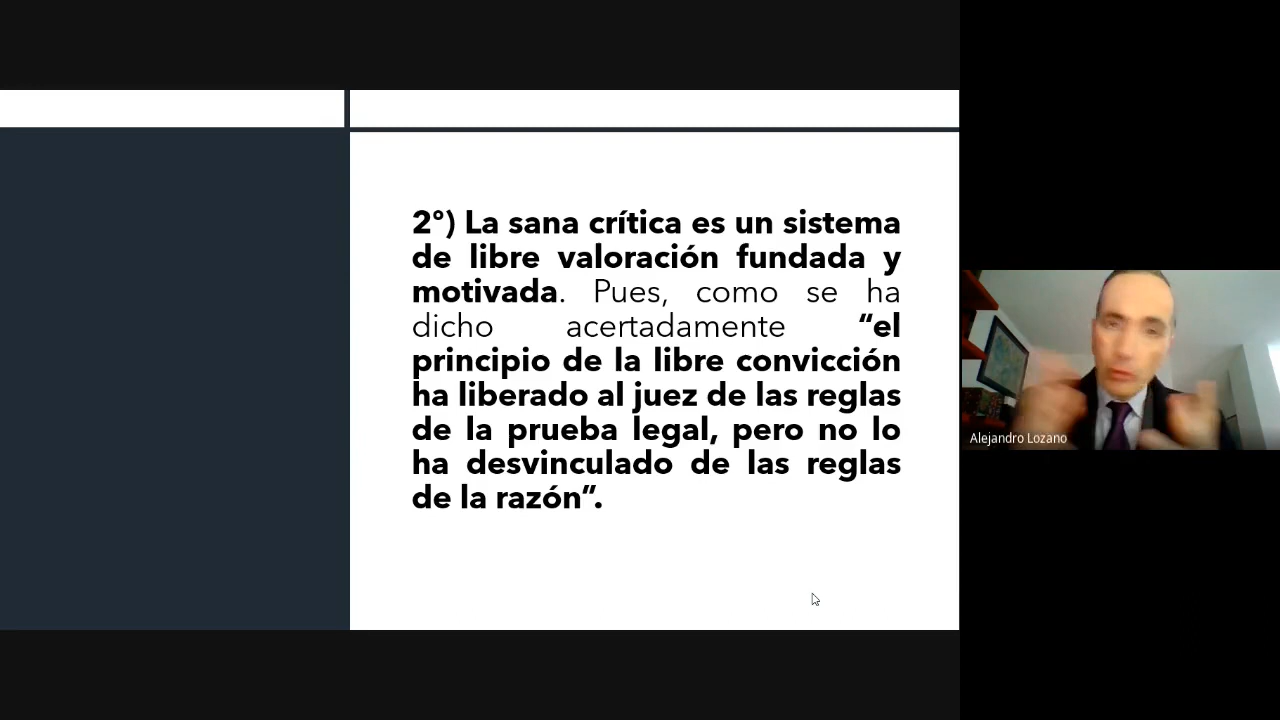 2º) La sana crítica es un sistema
de libre valoración fundada y
motivada. Pues, como se ha
dicho acertadamente “el
principio de la libre convicción
ha liberado al juez de las reglas
de la prueba legal, pero no lo
ha desvinculado de las reglas
de la razón”.
Alejandro Lozano